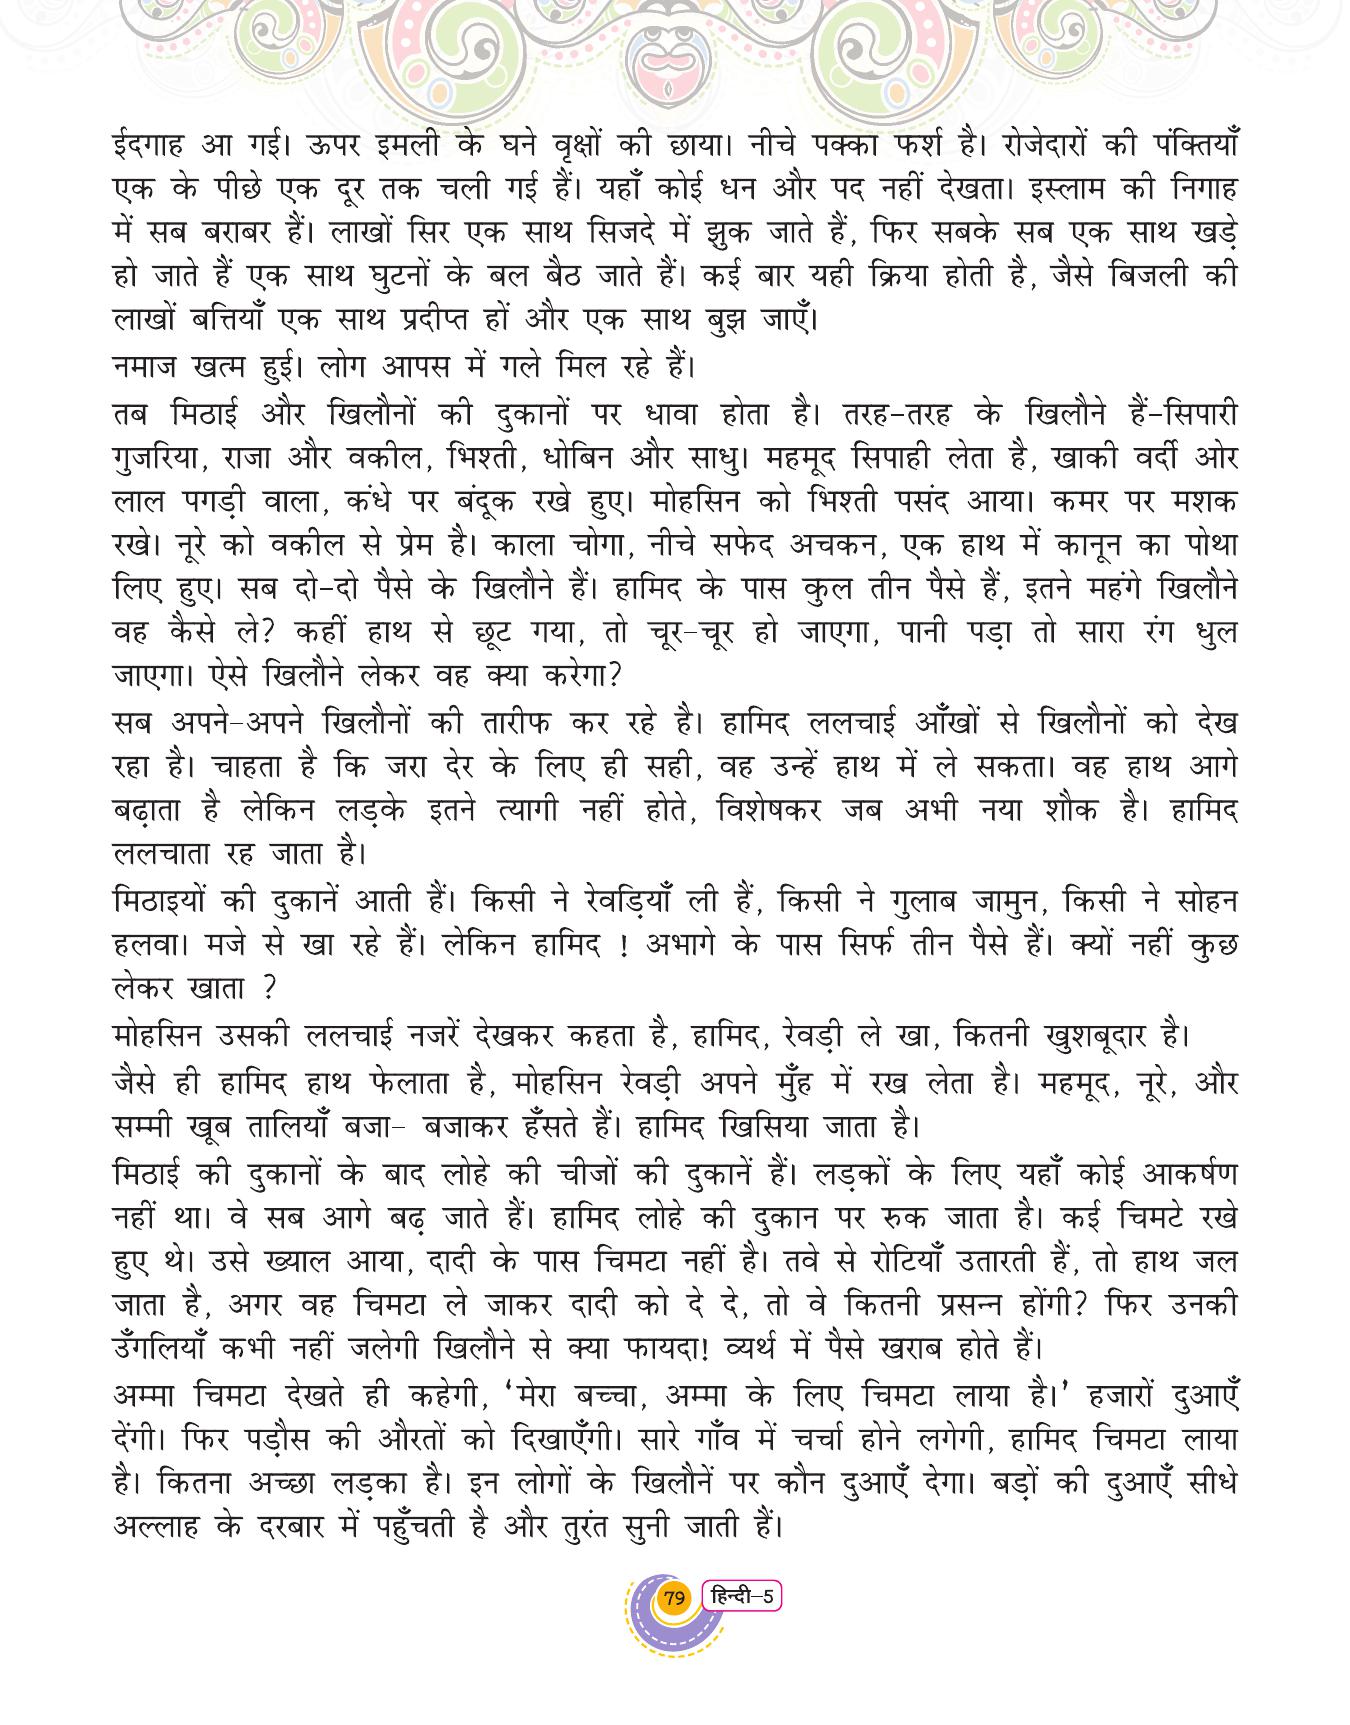 ईदगाह आ गई। ऊपर इमली के घने वृक्षों की छाया। नीचे पक्का फर्श है। रोजेदारों की पंक्तियाँ
एक के पीछे एक दूर तक चली गई हैं। यहाँ कोई धन और पद नहीं देखता। इस्लाम की निगाह
में सब बराबर हैं। लाखों सिर एक साथ सिजदे में झुक जाते हैं, फिर सबके सब एक साथ खड़े
हो जाते हैं एक साथ घुटनों के बल बैठ जाते हैं। कई बार यही क्रिया होती है, जैसे बिजली की
लाखों बत्तियाँ एक साथ प्रदीप्त हों और एक साथ बुझ जाएँ।
नमाज खत्म हुई। लोग आपस में गले मिल रहे हैं।
तब मिठाई और खिलौनों की दुकानों पर धावा होता है। तरह-तरह के खिलौने हैं-सिपारी
गुजरिया, राजा और वकील, भिश्ती, धोबिन और साधु। महमूद सिपाही लेता है, खाकी वर्दी ओर
लाल पगड़ी वाला, कंधे पर बंदूक रखे हुए। मोहसिन को भिश्ती पसंद आया। कमर पर मशक
रखे। नूरे को वकील से प्रेम है। काला चोगा, नीचे सफेद अचकन, एक हाथ में कानून का पोथा
लिए हुए। सब दो-दो पैसे के खिलौने हैं। हामिद के पास कुल तीन पैसे हैं, इतने महंगे खिलौने
वह कैसे ले? कहीं हाथ से छूट गया, तो चूर-चूर हो जाएगा, पानी पड़ा तो सारा रंग धुल
जाएगा। ऐसे खिलौने लेकर वह क्या करेगा?
सब अपने-अपने खिलौनों की तारीफ कर रहे है। हामिद ललचाई आँखों से खिलौनों को देख
रहा है। चाहता है कि जरा देर के लिए ही सही, वह उन्हें हाथ में ले सकता। वह हाथ आगे
बढ़ाता है लेकिन लड़के इतने त्यागी नहीं होते, विशेषकर जब अभी नया शौक है। हामिद
ललचाता रह जाता है।
मिठाइयों की दुकानें आती हैं। किसी ने रेवड़ियाँ ली हैं, किसी ने गुलाब जामुन, किसी ने सोहन
हलवा। मजे से खा रहे हैं। लेकिन हामिद ! अभागे के पास सिर्फ तीन पैसे हैं। क्यों नहीं कुछ
लेकर खाता ?
मोहसिन उसकी ललचाई नजरें देखकर कहता है, हामिद, रेवड़ी ले खा, कितनी खुशबूदार है।
जैसे ही हामिद हाथ फेलाता है, मोहसिन रेवड़ी अपने मुँह में रख लेता है। महमूद, नूरे, और
सम्मी खूब तालियाँ बजा- बजाकर हँसते हैं। हामिद खिसिया जाता है।
मिठाई की दुकानों के बाद लोहे की चीजों की दुकानें हैं। लड़कों के लिए यहाँ कोई आकर्षण
नहीं था। वे सब आगे बढ़ जाते हैं। हामिद लोहे की दुकान पर रुक जाता है। कई चिमटे रखे
हुए थे। उसे ख्याल आया, दादी के पास चिमटा नहीं है। तवे से रोटियाँ उतारती हैं, तो हाथ जल
जाता है, अगर वह चिमटा ले जाकर दादी को दे दे, तो वे कितनी प्रसन्न होंगी? फिर उनकी
उँगलियाँ कभी नहीं जलेगी खिलौने से क्या फायदा! व्यर्थ में पैसे खराब होते हैं।
अम्मा चिमटा देखते ही कहेगी, ‘मेरा बच्चा, अम्मा के लिए चिमटा लाया है।’ हजारों दुआएँ
देंगी। फिर पड़ौस की औरतों को दिखाएँगी। सारे गाँव में चर्चा होने लगेगी, हामिद चिमटा लाया
है। कितना अच्छा लड़का है। इन लोगों के खिलौनें पर कौन दुआएँ देगा। बड़ों की दुआएँ सीधे
अल्लाह के दरबार में पहुँचती है और तुरंत सुनी जाती हैं।
79 हिन्दी-5